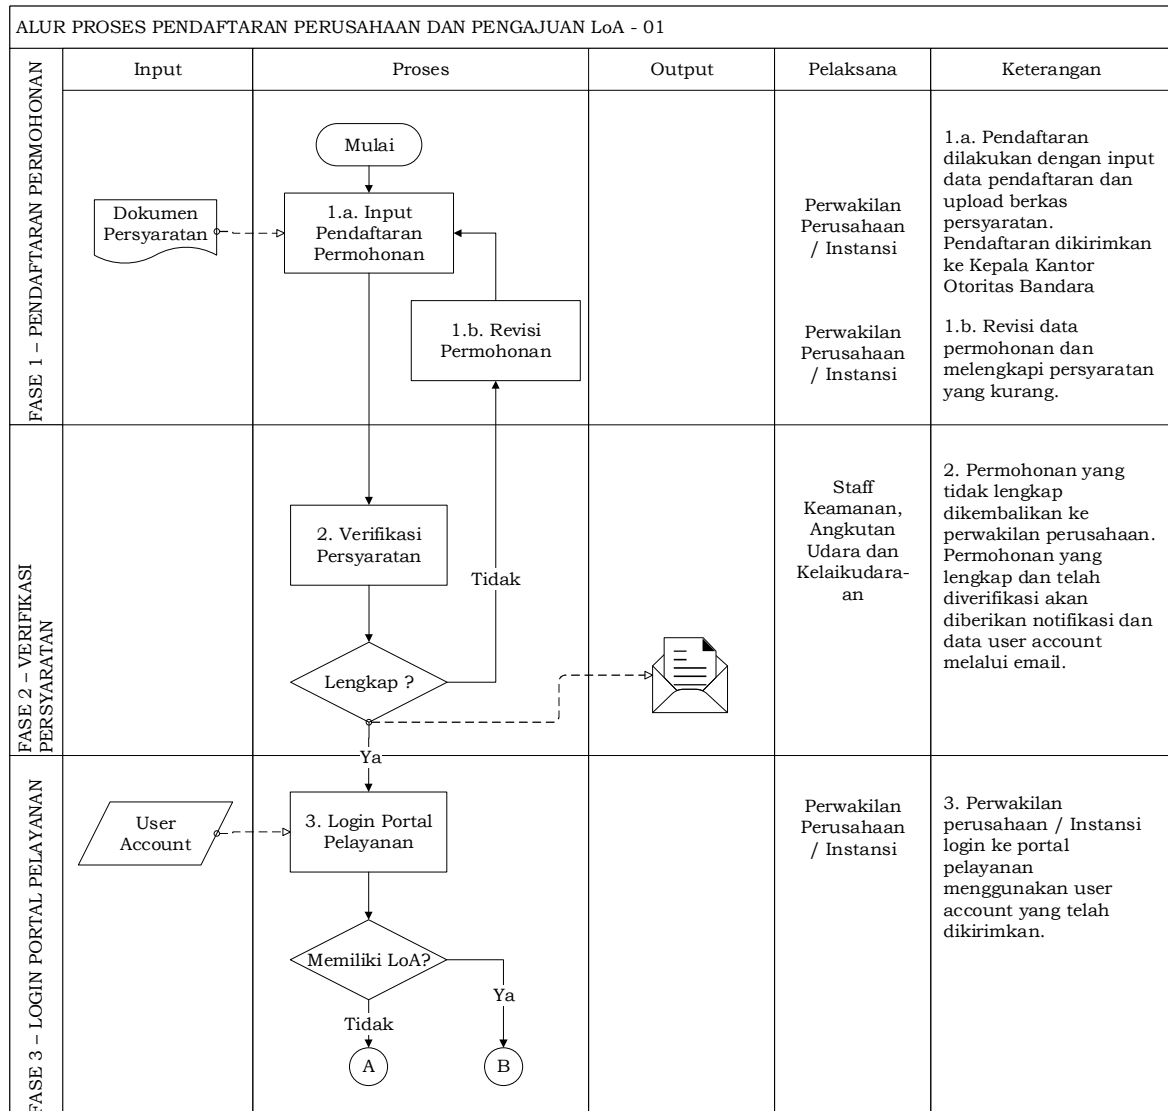 ALUR PROSES PENDAFTARAN PERUSAHAAN DAN PENGAJUAN LoA - 01
Input
Proses
Output
Pelaksana
Keterangan
FASE 1 – PENDAFTARAN PERMOHONAN
Mulai
Dokumen
Persyaratan
1.a. Input
Pendaftaran
Permohonan
1.b. Revisi
Permohonan
Perwakilan
Perusahaan
/ Instansi
Perwakilan
Perusahaan
/ Instansi
1.a. Pendaftaran
dilakukan dengan input
data pendaftaran dan
upload berkas
persyaratan.
Pendaftaran dikirimkan
ke Kepala Kantor
Otoritas Bandara
1.b. Revisi data
permohonan dan
melengkapi persyaratan
yang kurang.
FASE 2 – VERIFIKASI
PERSYARATAN
2. Verifikasi
Persyaratan
Tidak
Lengkap ?
Ya
Staff
Keamanan,
Angkutan
Udara dan
Kelaikudara-
an
2. Permohonan yang
tidak lengkap
dikembalikan ke
perwakilan perusahaan.
Permohonan yang
lengkap dan telah
diverifikasi akan
diberikan notifikasi dan
data user account
melalui email.
FASE 3 – LOGIN PORTAL PELAYANAN
User
Account
3. Login Portal
Pelayanan
Memiliki LoA?
Ya
Tidak
A
B
Perwakilan
Perusahaan
/ Instansi
3. Perwakilan
perusahaan / Instansi
login ke portal
pelayanan
menggunakan user
account yang telah
dikirimkan.